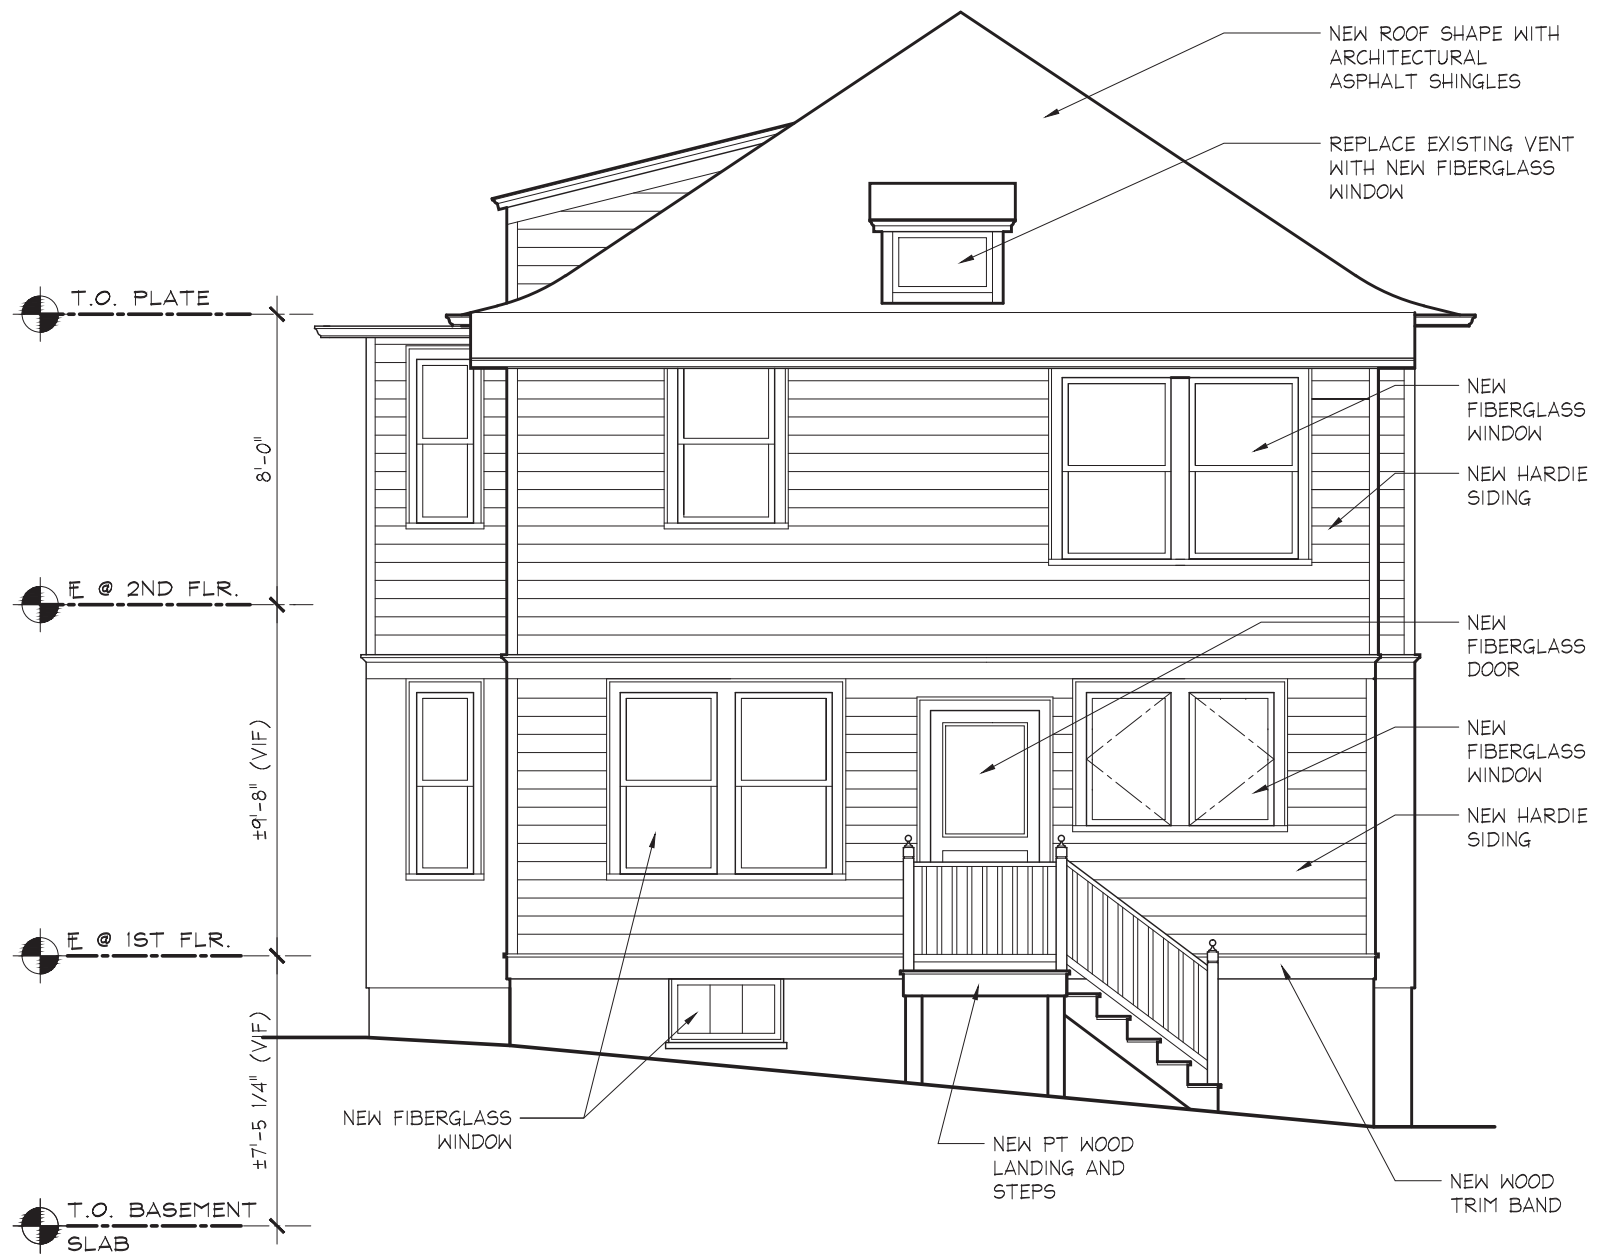 NEW ROOF SHAPE WITH
ARCHITECTURAL
ASPHALT SHINGLES
REPLACE EXISTING VENT
WITH NEW FIBERGLASS
WINDOW
T.O. PLATE
8'-0"
NEW
FIBERGLASS
WINDOW
NEW HARDIE
SIDING
E @ 2ND FLR.
NEW
FIBERGLASS
DOOR
±9'-8" (VIF)
NEW
FIBERGLASS
WINDOW
NEW HARDIE
SIDING
E @ 1ST FLR.
±7'-5 1/4" (VIF)
NEW FIBERGLASS
WINDOW
NEW PT WOOD
LANDING AND
STEPS
NEW WOOD
TRIM BAND
T.O. BASEMENT
SLAB